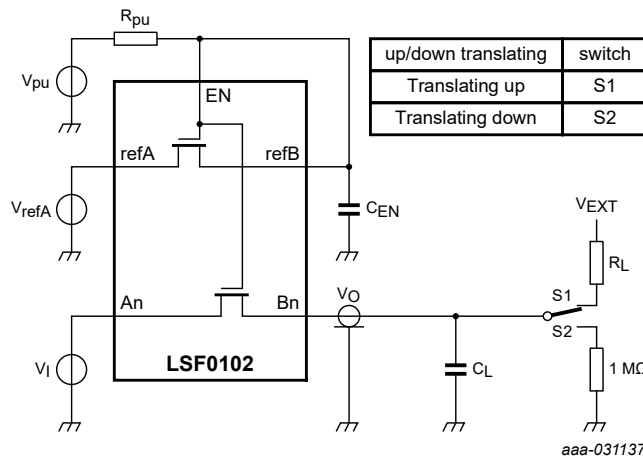 Rpu
Vpu
EN
refA
refB
VrefA
CEN
An
Bn
VO
VI
LSF0102
CL
up/down translating switch
Translating up S1
Translating down S2
VEXT
RL
S1
S2
1 MΩ
aaa-031137